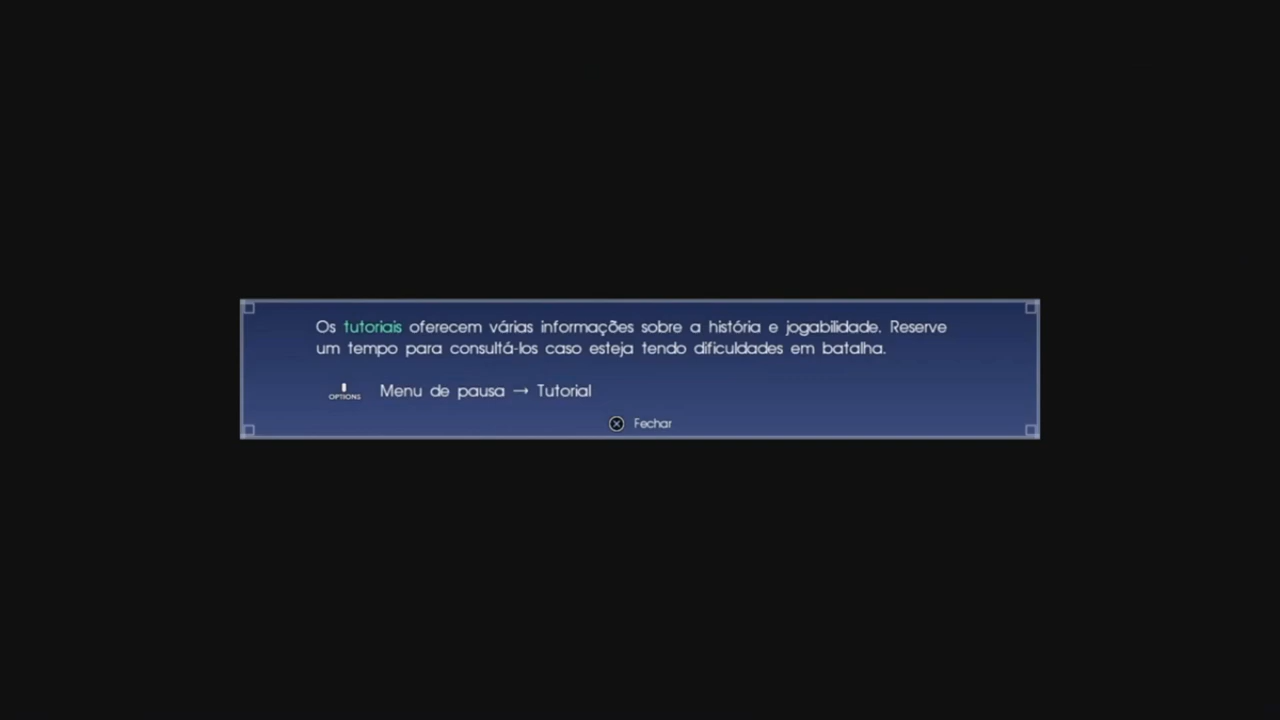 Os tutoriais oferecem várias informações sobre a história e jogabilidade. Reserve
um tempo para consultá-los caso esteja tendo dificuldades em batalha.
OPTIONS Menu de pausa → Tutorial
Fechar